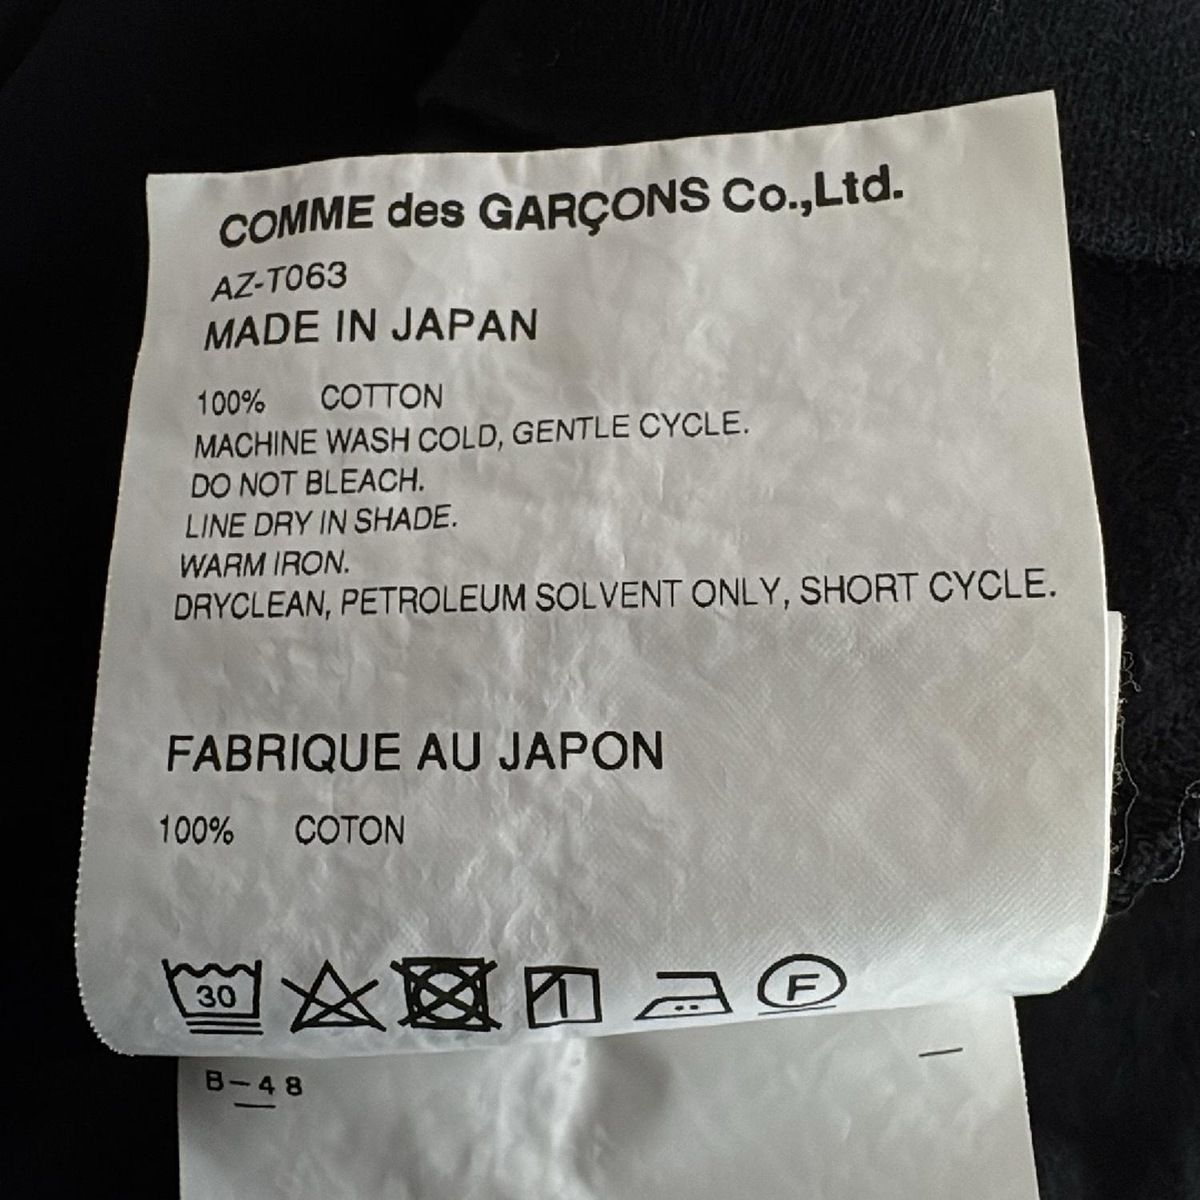 COMME des GARÇONS Co.,Ltd.
AZ-T063
MADE IN JAPAN
100% COTTON
MACHINE WASH COLD, GENTLE CYCLE.
DO NOT BLEACH.
LINE DRY IN SHADE.
WARM IRON.
DRYCLEAN, PETROLEUM SOLVENT ONLY, SHORT CYCLE.
FABRIQUE AU JAPON
100% COTON
30
F
B-48